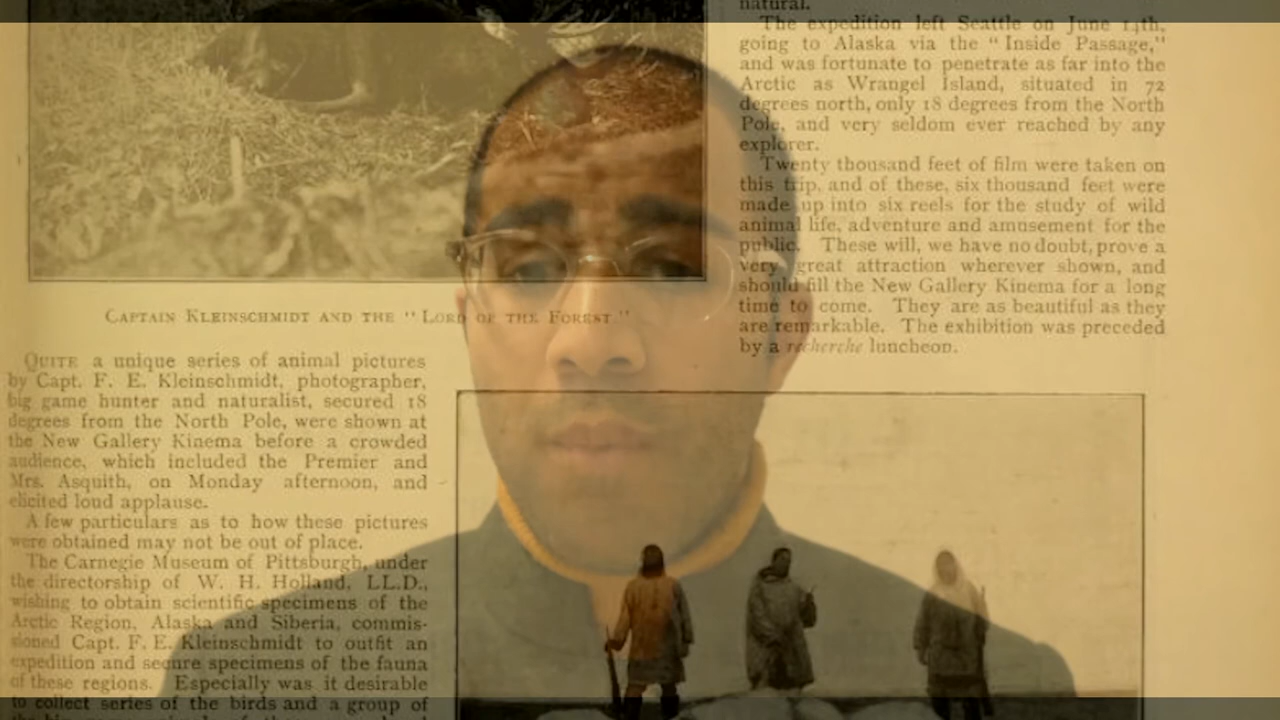 CAPTAIN KLEINSCHMIDT AND THE "LORD OF THE FOREST"
QUITE a unique series of animal pictures
by Capt. F. E. Kleinschmidt, photographer,
big game hunter and naturalist, secured 18
degrees from the North Pole, were shown at
the New Gallery Kinema before a crowded
audience, which included the Premier and
Mrs. Asquith, on Monday afternoon, and
elicited loud applause.
A few particulars as to how these pictures
were obtained may not be out of place.
The Carnegie Museum of Pittsburgh, under
the directorship of W. H. Holland, LL.D.,
wishing to obtain scientific specimens of the
Arctic Region, Alaska and Siberia, commis-
sioned Capt. F. E. Kleinschmidt to outfit an
expedition and secure specimens of the fauna
of these regions. Especially was it desirable
to collect series of the birds and a group of
natural.
The expedition left Seattle on June 14th,
going to Alaska via the "Inside Passage,"
and was fortunate to penetrate as far into the
Arctic as Wrangel Island, situated in 72
degrees north, only 18 degrees from the North
Pole, and very seldom ever reached by any
explorer.
Twenty thousand feet of film were taken on
this trip, and of these, six thousand feet were
made up into six reels for the study of wild
animal life, adventure and amusement for the
public. These will, we have no doubt, prove a
very great attraction wherever shown, and
should fill the New Gallery Kinema for a long
time to come. They are as beautiful as they
are remarkable. The exhibition was preceded
by a recherche luncheon.